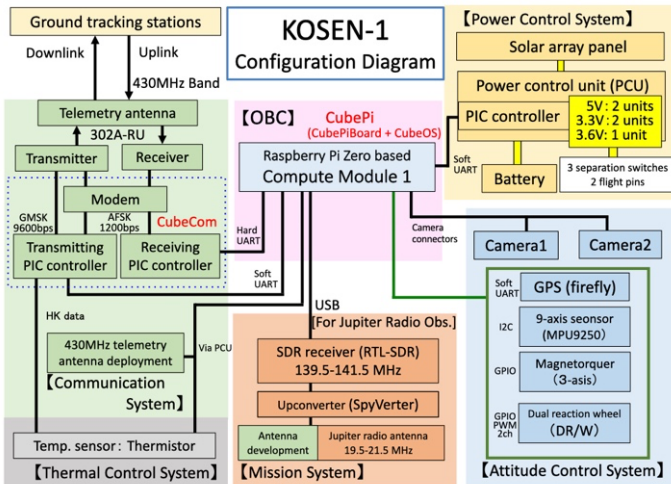 KOSEN-1
Configuration Diagram
Ground tracking stations
Downlink
Uplink
430MHz Band
Telemetry antenna
302A-RU
Transmitter
Receiver
Modem
GMSK
9600bps
AFSK
1200bps
CubeCom
Transmitting
PIC controller
Receiving
PIC controller
HK data
430MHz telemetry
antenna deployment
Via PCU
【Communication
System】
Temp. sensor: Thermistor
【Thermal Control System】
【OBC】
CubePi
(CubePiBoard + CubeOS)
Raspberry Pi Zero based
Compute Module 1
Hard
UART
Soft
UART
USB
Camera
connectors
Soft
UART
【Power Control System】
Solar array panel
Power control unit (PCU)
PIC controller
5V: 2 units
3.3V: 2 units
3.6V: 1 unit
Battery
3 separation switches
2 flight pins
Camera1
Camera2
Soft
UART
GPS (firefly)
I2C
9-axis seonsor
(MPU9250)
GPIO
Magnetorquer
(3-asis)
GPIO
PWM
2ch
Dual reaction wheel
(DR/W)
【Attitude Control System】
[For Jupiter Radio Obs.]
SDR receiver (RTL-SDR)
139.5-141.5 MHz
Upconverter (SpyVerter)
Antenna
development
Jupiter radio antenna
19.5-21.5 MHz
【Mission System】